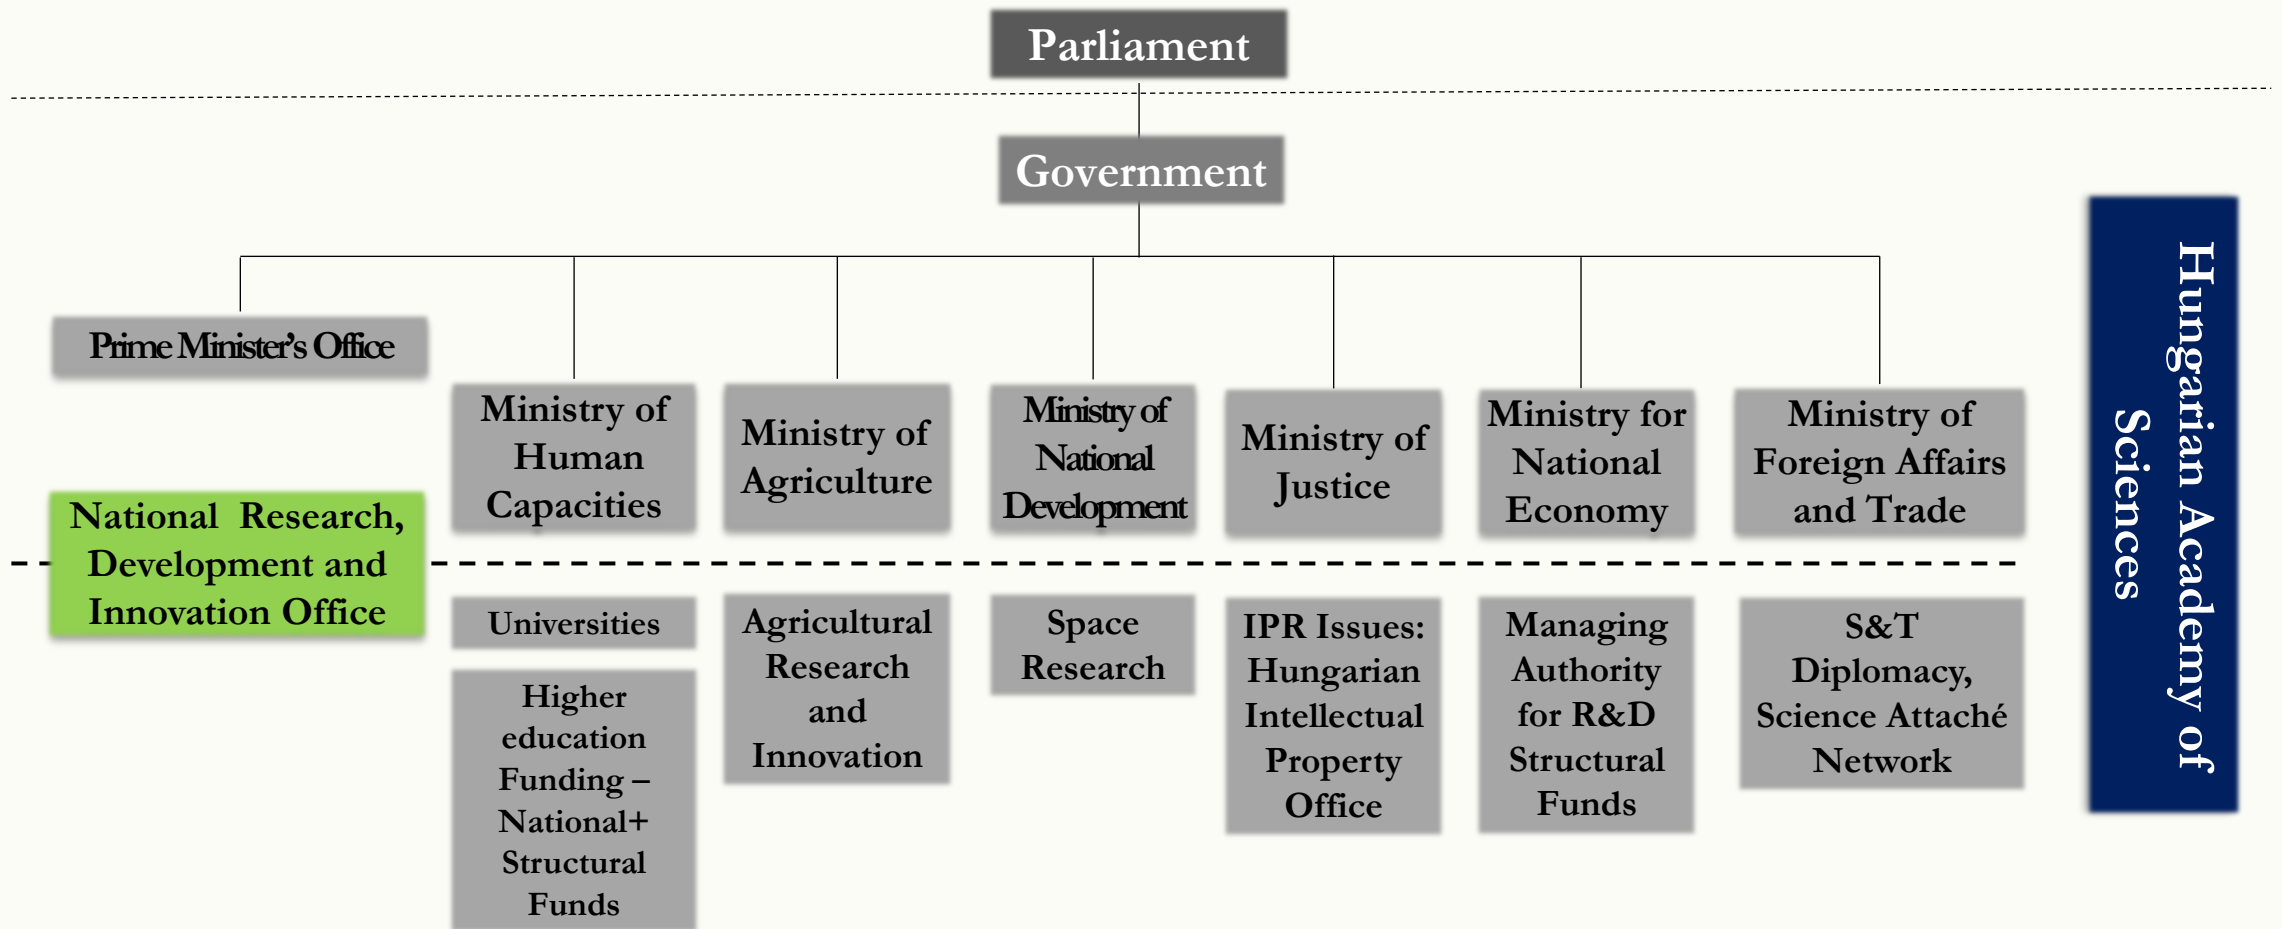 Parliament
Government
Prime Minister's Office
National Research,
Development and
Innovation Office
Ministry of
Human
Capacities
Universities
Higher
education
Funding –
National+
Structural
Funds
Ministry of
Agriculture
Agricultural
Research
and
Innovation
Ministry of
National
Development
Space
Research
Ministry of
Justice
IPR Issues:
Hungarian
Intellectual
Property
Office
Ministry for
National
Economy
Managing
Authority
for R&D
Structural
Funds
Ministry of
Foreign Affairs
and Trade
S&T
Diplomacy,
Science Attaché
Network
Hungarian Academy of
Sciences